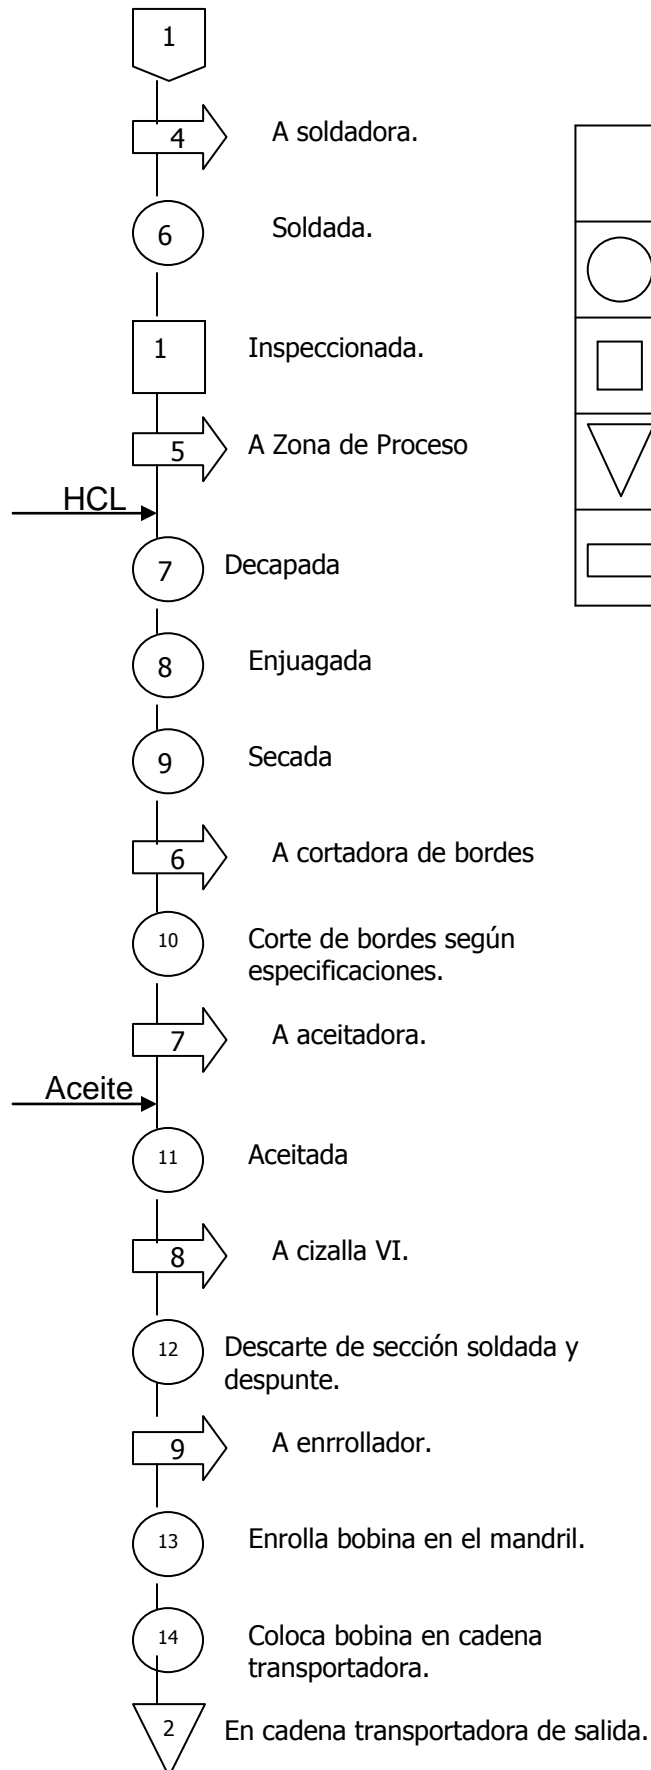 1
4 A soldadora.
6 Soldada.
1 Inspeccionada.
5 A Zona de Proceso
HCL
7 Decapada
8 Enjuagada
9 Secada
6 A cortadora de bordes
10 Corte de bordes según
especificaciones.
7 A aceitadora.
Aceite
11 Aceitada
8 A cizalla VI.
12 Descarte de sección soldada y
despunte.
9 A enrrollador.
13 Enrolla bobina en el mandril.
14 Coloca bobina en cadena
transportadora.
2 En cadena transportadora de salida.